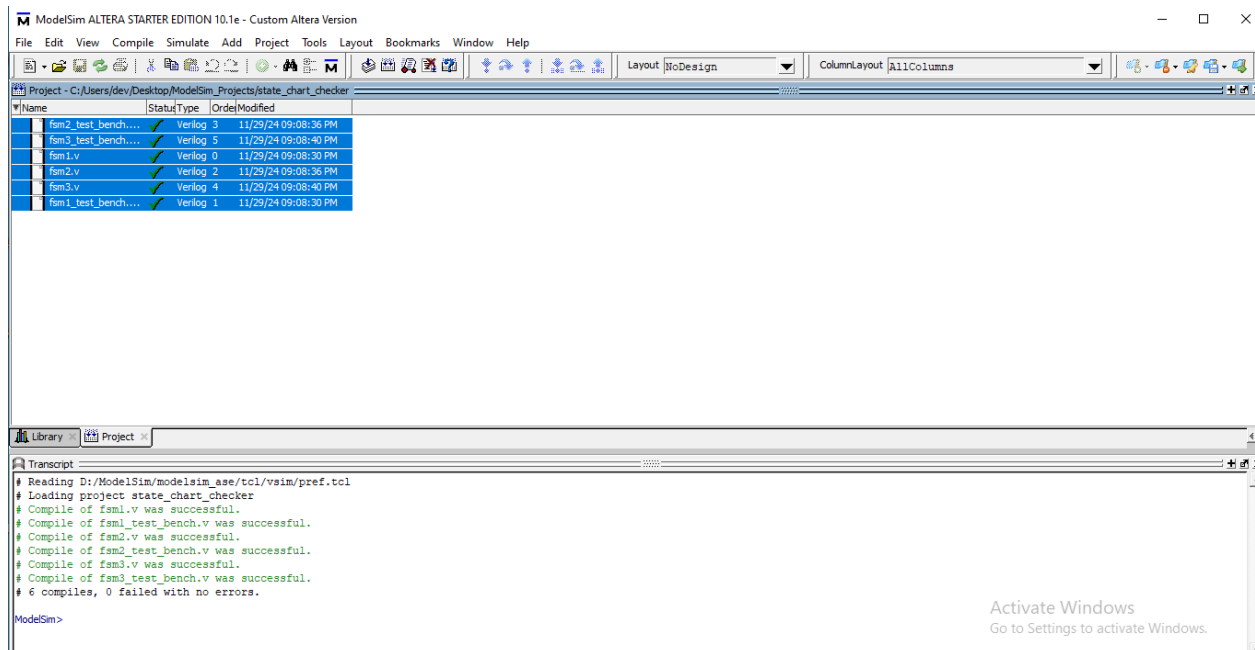 ModelSim ALTERA STARTER EDITION 10.1e - Custom Altera Version
File Edit View Compile Simulate Add Project Tools Layout Bookmarks Window Help
Layout NoDesign ColumnLayout AllColumns
Project - C:/Users/dev/Desktop/ModelSim_Projects/state_chart_checker
Name Status Type Order Modified
fsm2_test_bench.... Verilog 3 11/29/24 09:08:36 PM
fsm3_test_bench.... Verilog 5 11/29/24 09:08:40 PM
fsm1.v Verilog 0 11/29/24 09:08:30 PM
fsm2.v Verilog 2 11/29/24 09:08:36 PM
fsm3.v Verilog 4 11/29/24 09:08:40 PM
fsm1_test_bench.... Verilog 1 11/29/24 09:08:30 PM
Library Project
Transcript
# Reading D:/ModelSim/modelsim_ase/tcl/vsim/pref.tcl
# Loading project state_chart_checker
# Compile of fsm1.v was successful.
# Compile of fsm1_test_bench.v was successful.
# Compile of fsm2.v was successful.
# Compile of fsm2_test_bench.v was successful.
# Compile of fsm3.v was successful.
# Compile of fsm3_test_bench.v was successful.
# 6 compiles, 0 failed with no errors.
ModelSim>
Activate Windows
Go to Settings to activate Windows.